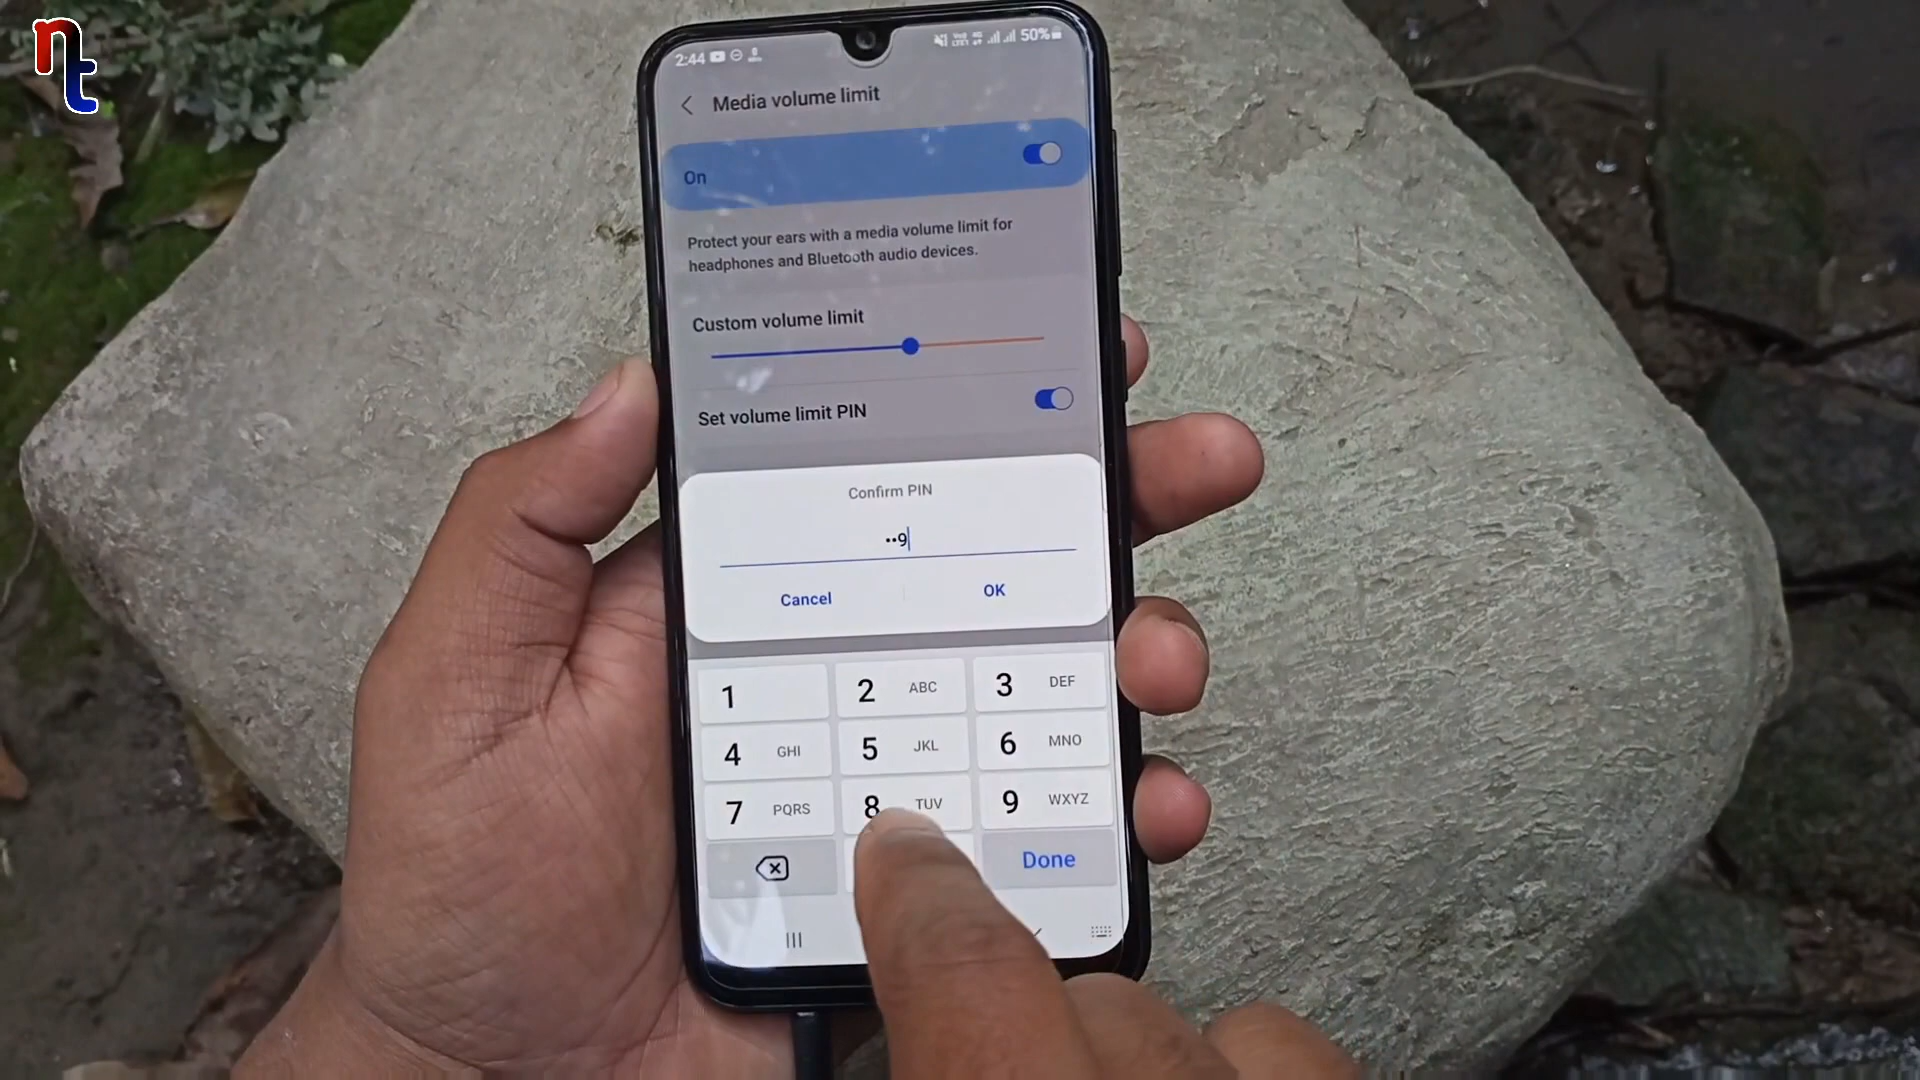 nt
2:44 50%
Media volume limit
On
Protect your ears with a media volume limit for
headphones and Bluetooth audio devices.
Custom volume limit
Set volume limit PIN
Confirm PIN
••9
Cancel OK
1 2 ABC 3 DEF
4 GHI 5 JKL 6 MNO
7 PQRS 8 TUV 9 WXYZ
Done